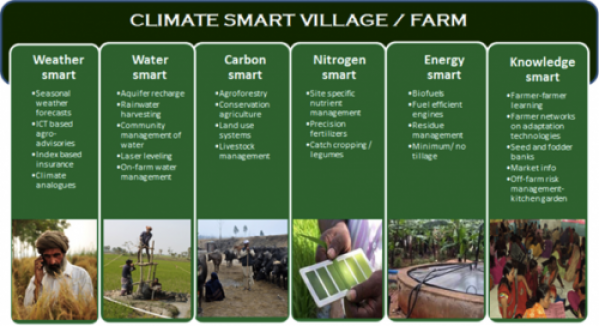 CLIMATE SMART VILLAGE / FARM
Weather
smart
•Seasonal
weather
forecasts
•ICT based
agro-
advisories
•Index based
insurance
•Climate
analogues
Water
smart
•Aquifer recharge
•Rainwater
harvesting
•Community
management of
water
•Laser leveling
•On-farm water
management
Carbon
smart
•Agroforestry
•Conservation
agriculture
•Land use
systems
•Livestock
management
Nitrogen
smart
•Site specific
nutrient
management
•Precision
fertilizers
•Catch cropping /
legumes
Energy
smart
•Biofuels
•Fuel efficient
engines
•Residue
management
•Minimum/ no
tillage
Knowledge
smart
•Farmer-farmer
learning
•Farmer networks
on adaptation
technologies
•Seed and fodder
banks
•Market info
•Off-farm risk
management-
kitchen garden